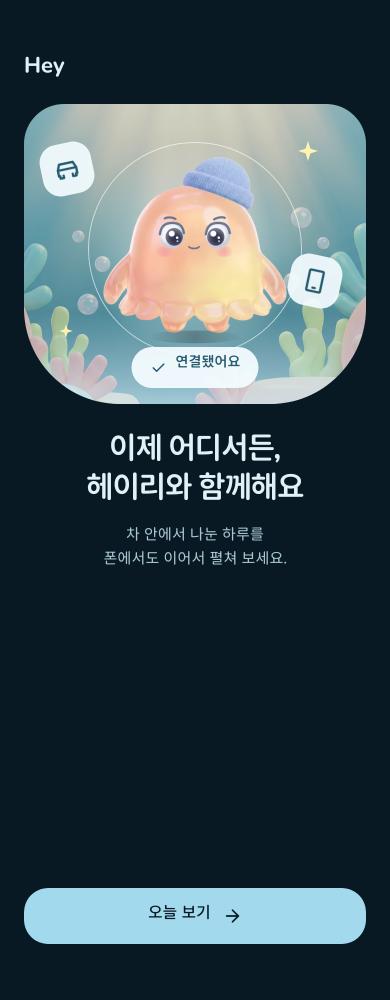 Hey
연결됐어요
이제 어디서든,
헤이리와 함께해요
차 안에서 나눈 하루를
폰에서도 이어서 펼쳐 보세요.
오늘 보기